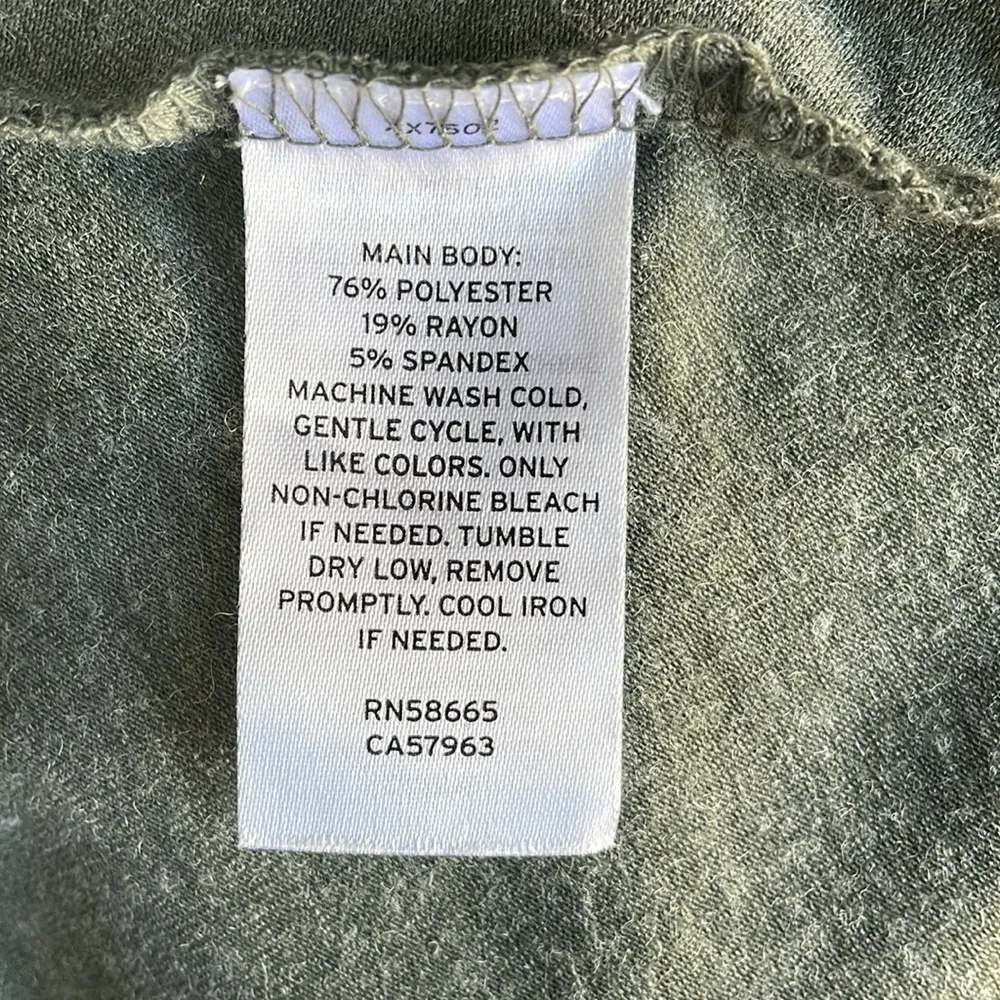 MAIN BODY:
76% POLYESTER
19% RAYON
5% SPANDEX
MACHINE WASH COLD,
GENTLE CYCLE, WITH
LIKE COLORS. ONLY
NON-CHLORINE BLEACH
IF NEEDED. TUMBLE
DRY LOW, REMOVE
PROMPTLY. COOL IRON
IF NEEDED.
RN58665
CA57963